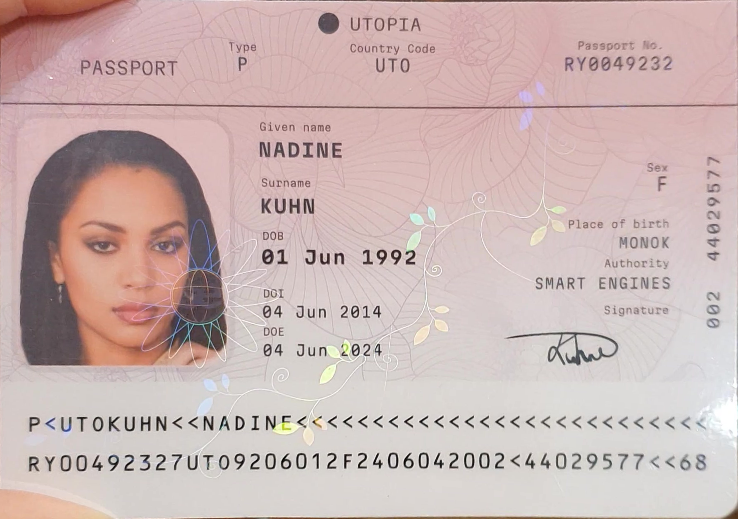 UTOPIA
PASSPORT
Type
P
Country Code
UTO
Passport No.
RY0049232
Given name
NADINE
Surname
KUHN
DOB
01 Jun 1992
DOI
04 Jun 2014
DOE
04 Jun 2024
Sex
F
Place of birth
MONOK
Authority
SMART ENGINES
Signature
Kuhn
002 44029577
P<UTOKUHN<<NADINE<<<<<<<<<<<<<<<<<<<<<<<<<<<
RY00492327UTO9206012F2406042002<44029577<<68